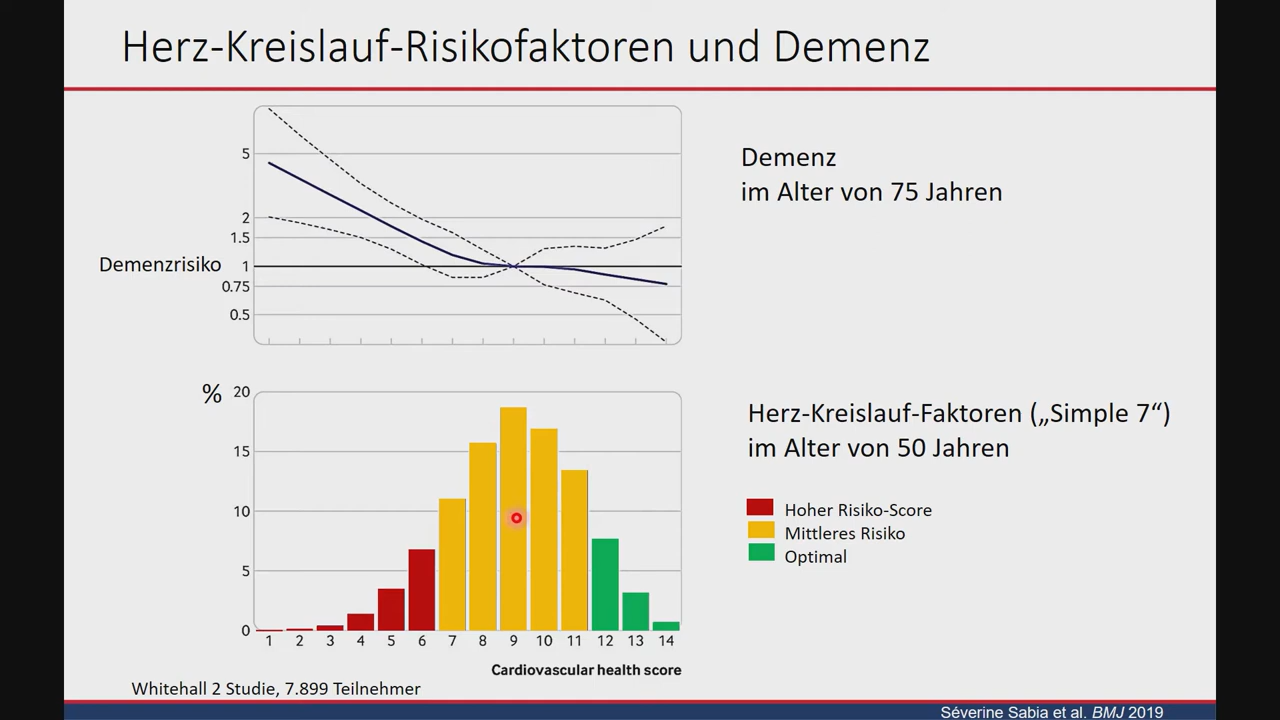 Herz-Kreislauf-Risikofaktoren und Demenz
5
2
1.5
Demenzrisiko 1
0.75
0.5
Demenz
im Alter von 75 Jahren
% 20
15
10
5
0
1 2 3 4 5 6 7 8 9 10 11 12 13 14
Cardiovascular health score
Herz-Kreislauf-Faktoren („Simple 7“)
im Alter von 50 Jahren
Hoher Risiko-Score
Mittleres Risiko
Optimal
Whitehall 2 Studie, 7.899 Teilnehmer
Séverine Sabia et al. BMJ 2019